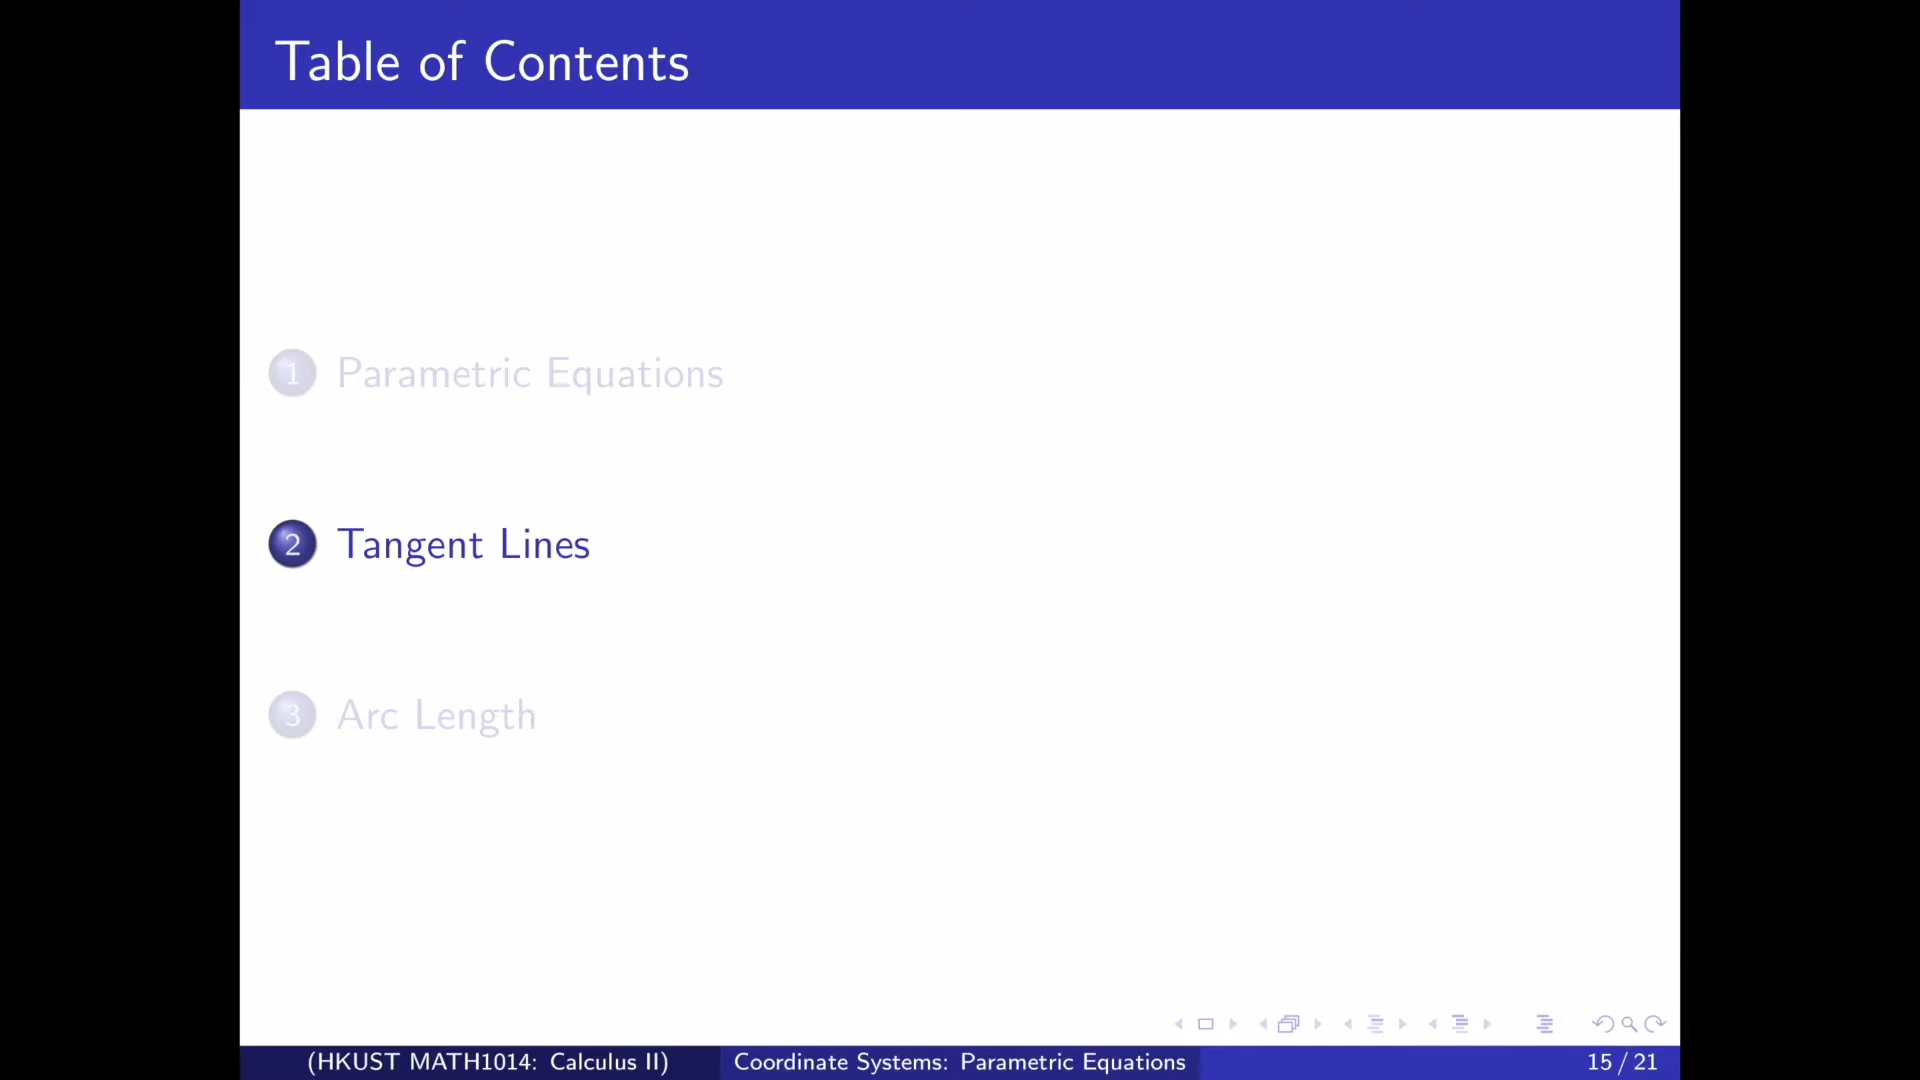 Table of Contents
1 Parametric Equations
2 Tangent Lines
3 Arc Length
(HKUST MATH1014: Calculus II) Coordinate Systems: Parametric Equations 15 / 21